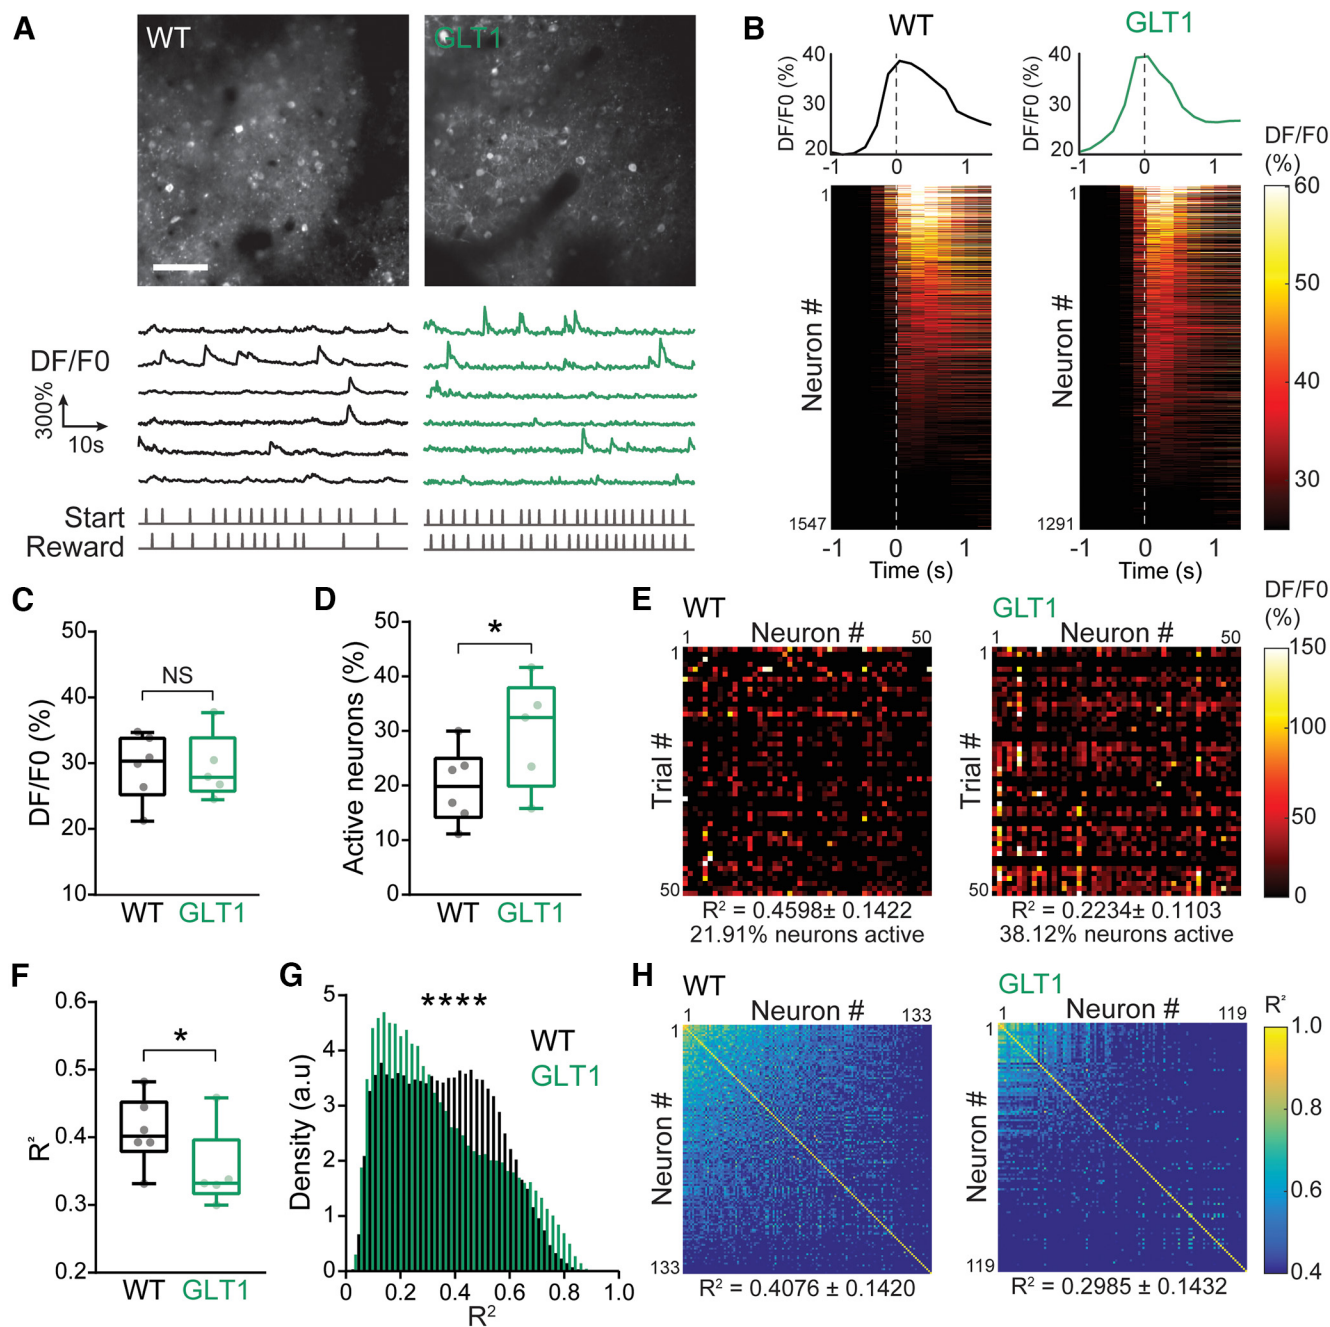 A
WT
GLT1
DF/F0
300%
10s
Start
Reward
B
WT
GLT1
DF/F0 (%)
40
30
20
-1 0 1
DF/F0 (%)
40
30
20
-1 0 1
Neuron #
1
1547
-1 0 1
Time (s)
Neuron #
1
1291
-1 0 1
Time (s)
DF/F0
(%)
60
50
40
30
C
DF/F0 (%)
50
40
30
20
10
NS
WT GLT1
D
Active neurons (%)
50
40
30
20
10
0
*
WT GLT1
E
WT
1 Neuron # 50
Trial #
1
50
R² = 0.4598± 0.1422
21.91% neurons active
GLT1
1 Neuron # 50
Trial #
1
50
R² = 0.2234± 0.1103
38.12% neurons active
DF/F0
(%)
150
100
50
0
F
R²
0.6
0.5
0.4
0.3
0.2
*
WT GLT1
G
Density (a.u)
5
4
3
2
1
0
****
WT
GLT1
0 0.2 0.4 0.6 0.8 1.0
R²
H
WT
1 Neuron # 133
Neuron #
1
133
R² = 0.4076 ± 0.1420
GLT1
1 Neuron # 119
Neuron #
1
119
R² = 0.2985 ± 0.1432
R²
1.0
0.8
0.6
0.4